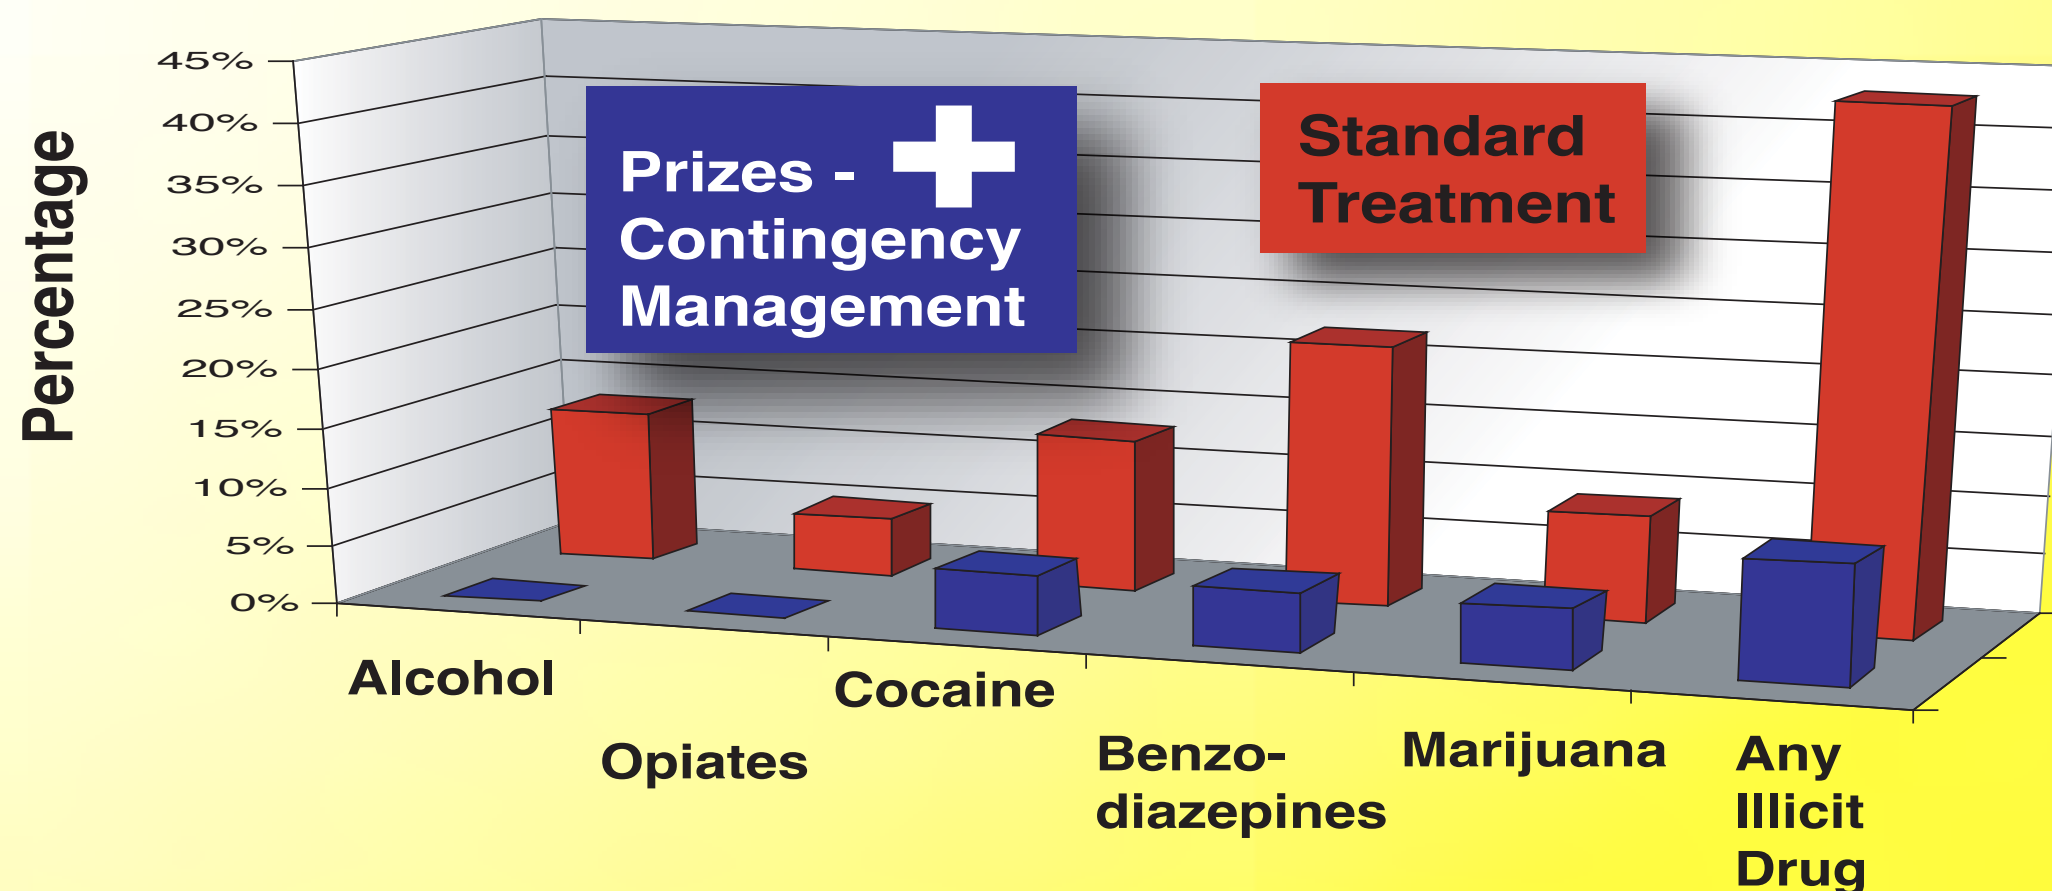 Percentage
45%
40%
35%
30%
25%
20%
15%
10%
5%
0%
Prizes -
Contingency
Management
Standard
Treatment
Alcohol
Opiates
Cocaine
Benzo-
diazepines
Marijuana
Any
Illicit
Drug